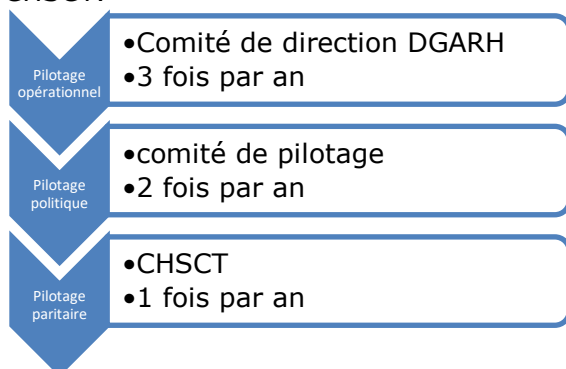 Pilotage
opérationnel
•Comité de direction DGARH
•3 fois par an
Pilotage
politique
•comité de pilotage
•2 fois par an
Pilotage
paritaire
•CHSCT
•1 fois par an